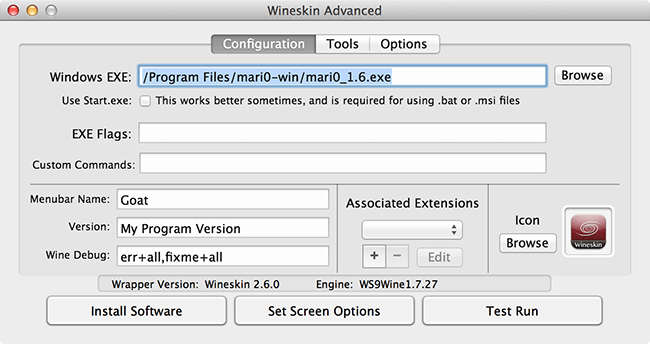 Wineskin Advanced
Configuration Tools Options
Windows EXE: /Program Files/mari0-win/mari0_1.6.exe Browse
Use Start.exe: This works better sometimes, and is required for using .bat or .msi files
EXE Flags:
Custom Commands:
Menubar Name: Goat
Version: My Program Version
Wine Debug: err+all,fixme+all
Associated Extensions
+ − Edit
Icon
Browse
Wineskin
Wrapper Version: Wineskin 2.6.0 Engine: WS9Wine1.7.27
Install Software Set Screen Options Test Run